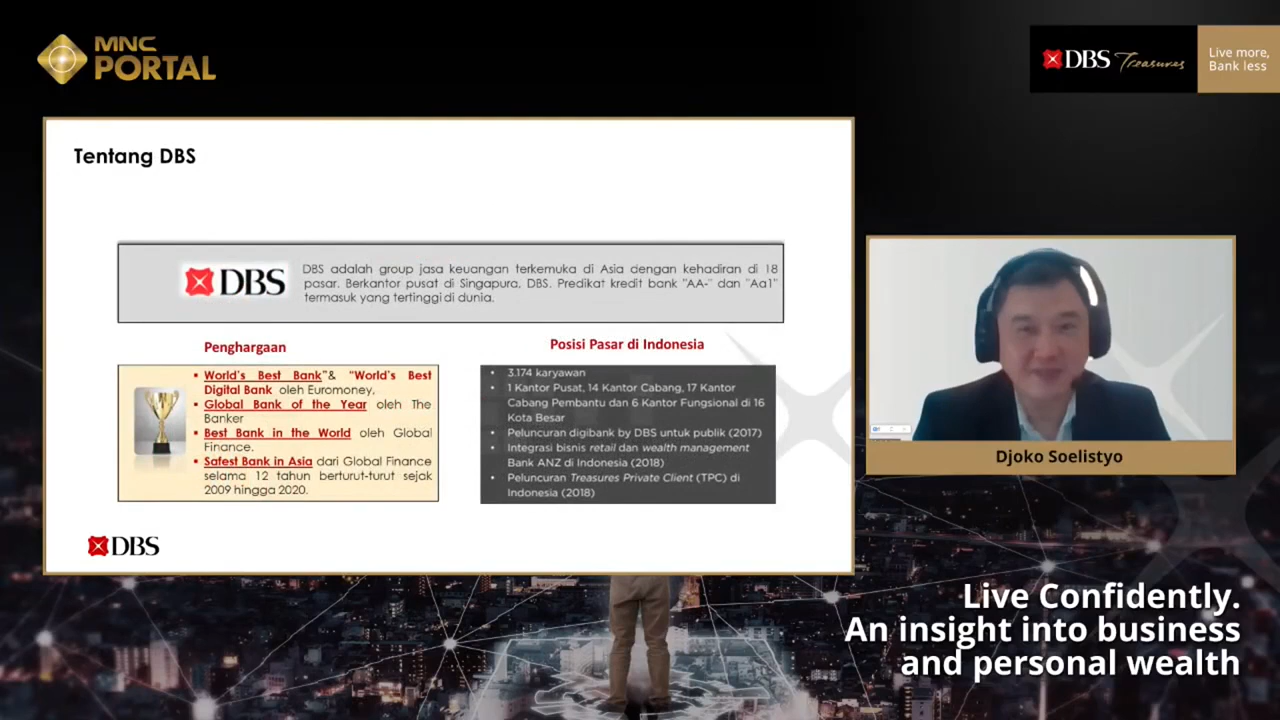 MNC
PORTAL
DBS Treasures
Live more,
Bank less
Tentang DBS
DBS
DBS adalah group jasa keuangan terkemuka di Asia dengan kehadiran di 18
pasar. Berkantor pusat di Singapura, DBS. Predikat kredit bank "AA-" dan "Aa1"
termasuk yang tertinggi di dunia.
Penghargaan
• World's Best Bank"& "World's Best
Digital Bank oleh Euromoney,
• Global Bank of the Year oleh The
Banker
• Best Bank in the World oleh Global
Finance.
• Safest Bank in Asia dari Global Finance
selama 12 tahun berturut-turut sejak
2009 hingga 2020.
Posisi Pasar di Indonesia
• 3.174 karyawan
• 1 Kantor Pusat, 14 Kantor Cabang, 17 Kantor
Cabang Pembantu dan 6 Kantor Fungsional di 16
Kota Besar
• Peluncuran digibank by DBS untuk publik (2017)
• Integrasi bisnis retail dan wealth management
Bank ANZ di Indonesia (2018)
• Peluncuran Treasures Private Client (TPC) di
Indonesia (2018)
DBS
Djoko Soelistyo
Live Confidently.
An insight into business
and personal wealth